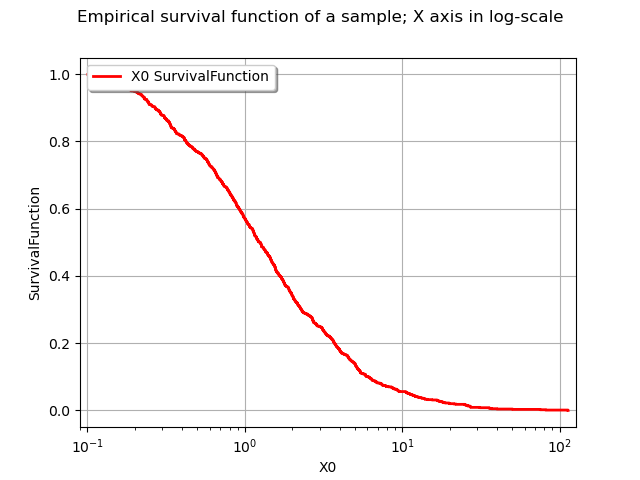 Empirical survival function of a sample; X axis in log-scale
X0 SurvivalFunction
1.0
0.8
0.6
0.4
0.2
0.0
SurvivalFunction
10⁻¹ 10⁰ 10¹ 10²
X0